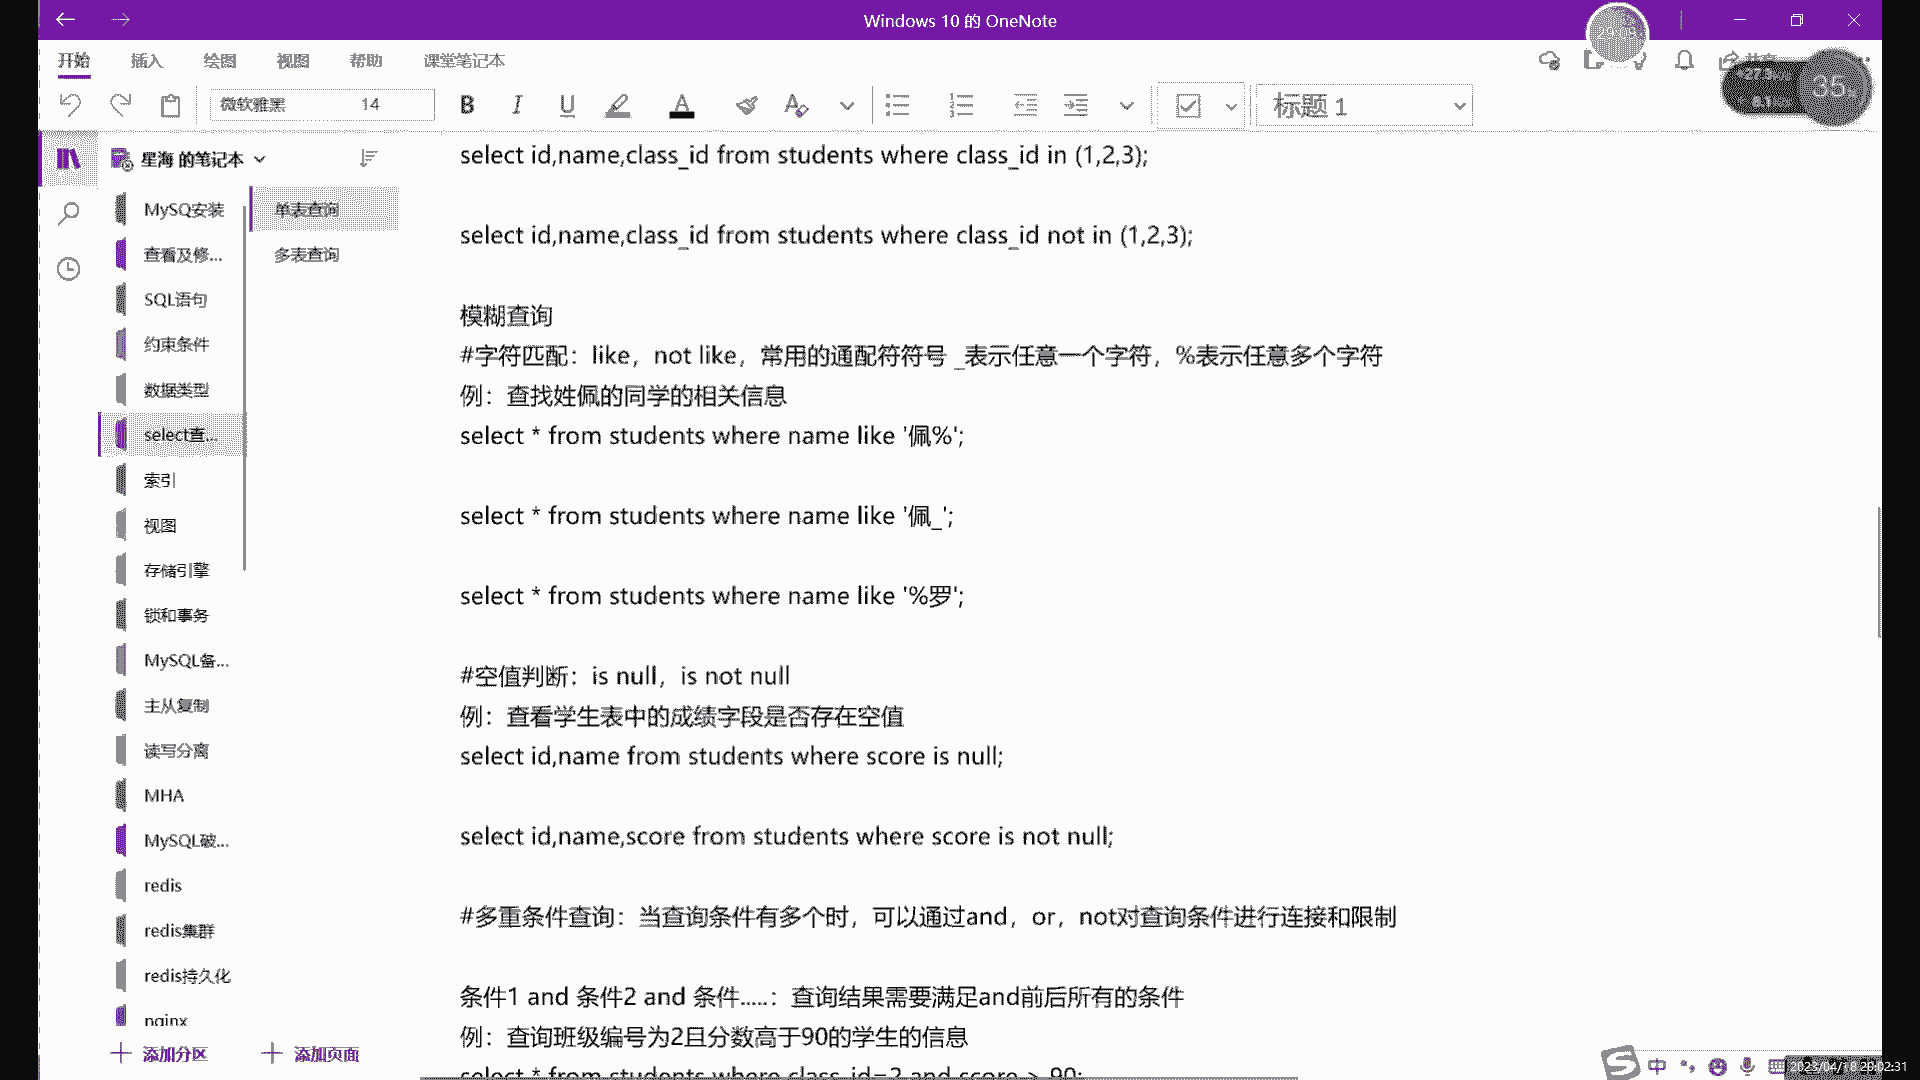 Windows 10 的 OneNote
开始 插入 绘图 视图 帮助 课堂笔记本
共享
微软雅黑 14 B I U A 标题 1
35
星海 的笔记本
MySQ安装
查看及修...
SQL语句
约束条件
数据类型
select查...
索引
视图
存储引擎
锁和事务
MySQL备...
主从复制
读写分离
MHA
MySQL破...
redis
redis集群
redis持久化
nginx
添加分区
单表查询
多表查询
添加页面
select id,name,class_id from students where class_id in (1,2,3);
select id,name,class_id from students where class_id not in (1,2,3);
模糊查询
#字符匹配：like，not like，常用的通配符符号 _表示任意一个字符，%表示任意多个字符
例：查找姓佩的同学的相关信息
select * from students where name like '佩%';
select * from students where name like '佩_';
select * from students where name like '%罗';
#空值判断：is null，is not null
例：查看学生表中的成绩字段是否存在空值
select id,name from students where score is null;
select id,name,score from students where score is not null;
#多重条件查询：当查询条件有多个时，可以通过and，or，not对查询条件进行连接和限制
条件1 and 条件2 and 条件.....：查询结果需要满足and前后所有的条件
例：查询班级编号为2且分数高于90的学生的信息
select * from students where class_id=2 and score > 90;
中
2023/04/18 20:02:31